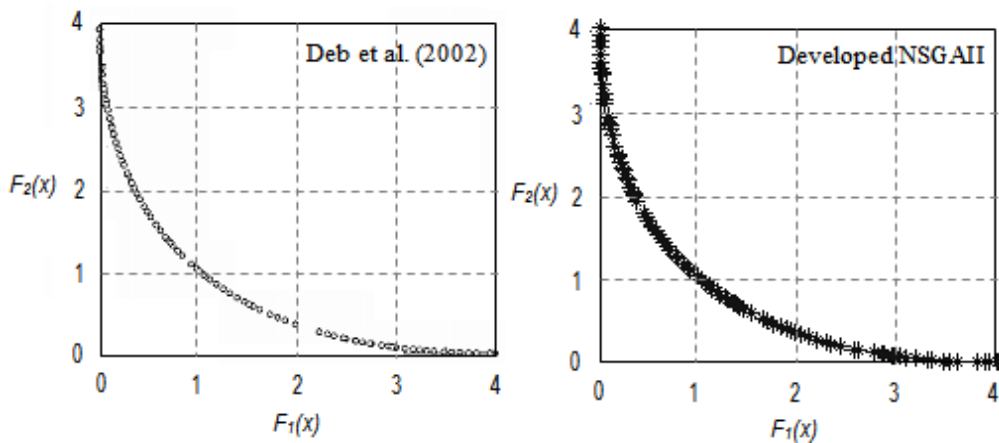 4
Deb et al. (2002)
3
F₂(x)
2
1
0
0 1 2 3 4
F₁(x)
4
Developed NSGAII
3
F₂(x)
2
1
0
0 1 2 3 4
F₁(x)